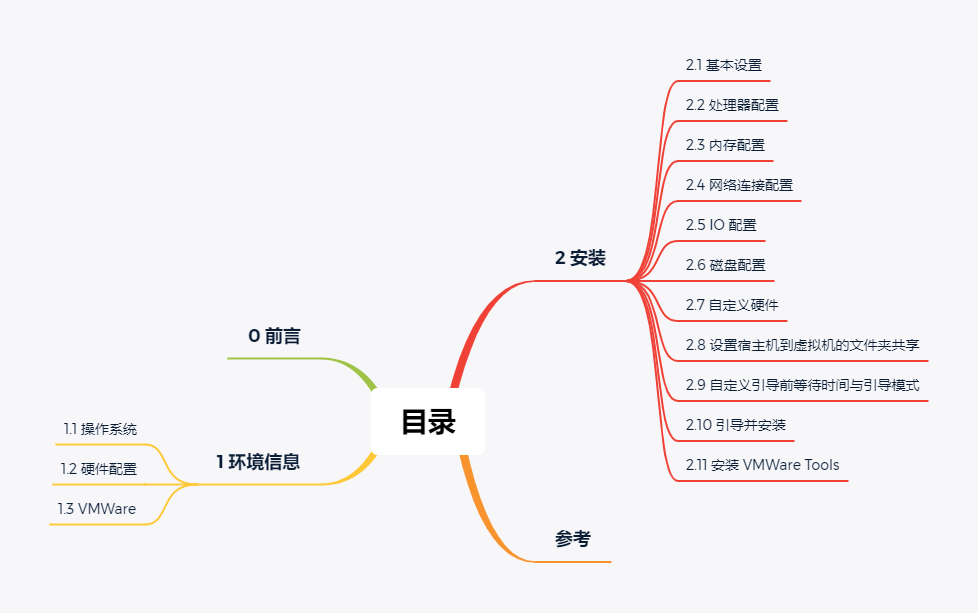 目录
0 前言
1 环境信息
1.1 操作系统
1.2 硬件配置
1.3 VMWare
2 安装
2.1 基本设置
2.2 处理器配置
2.3 内存配置
2.4 网络连接配置
2.5 IO 配置
2.6 磁盘配置
2.7 自定义硬件
2.8 设置宿主机到虚拟机的文件夹共享
2.9 自定义引导前等待时间与引导模式
2.10 引导并安装
2.11 安装 VMWare Tools
参考